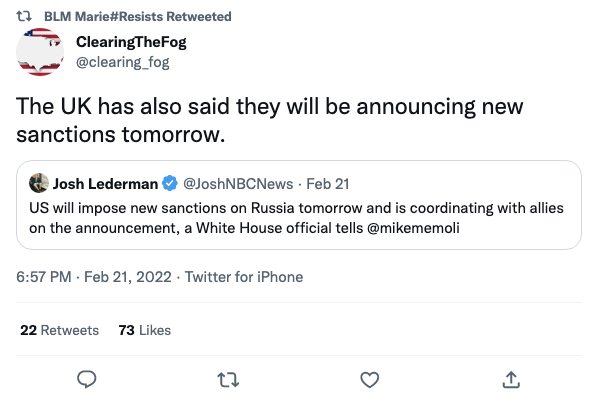 BLM Marie#Resists Retweeted
ClearingTheFog
@clearing_fog
The UK has also said they will be announcing new
sanctions tomorrow.
Josh Lederman @JoshNBCNews · Feb 21
US will impose new sanctions on Russia tomorrow and is coordinating with allies
on the announcement, a White House official tells @mikememoli
6:57 PM · Feb 21, 2022 · Twitter for iPhone
22 Retweets 73 Likes